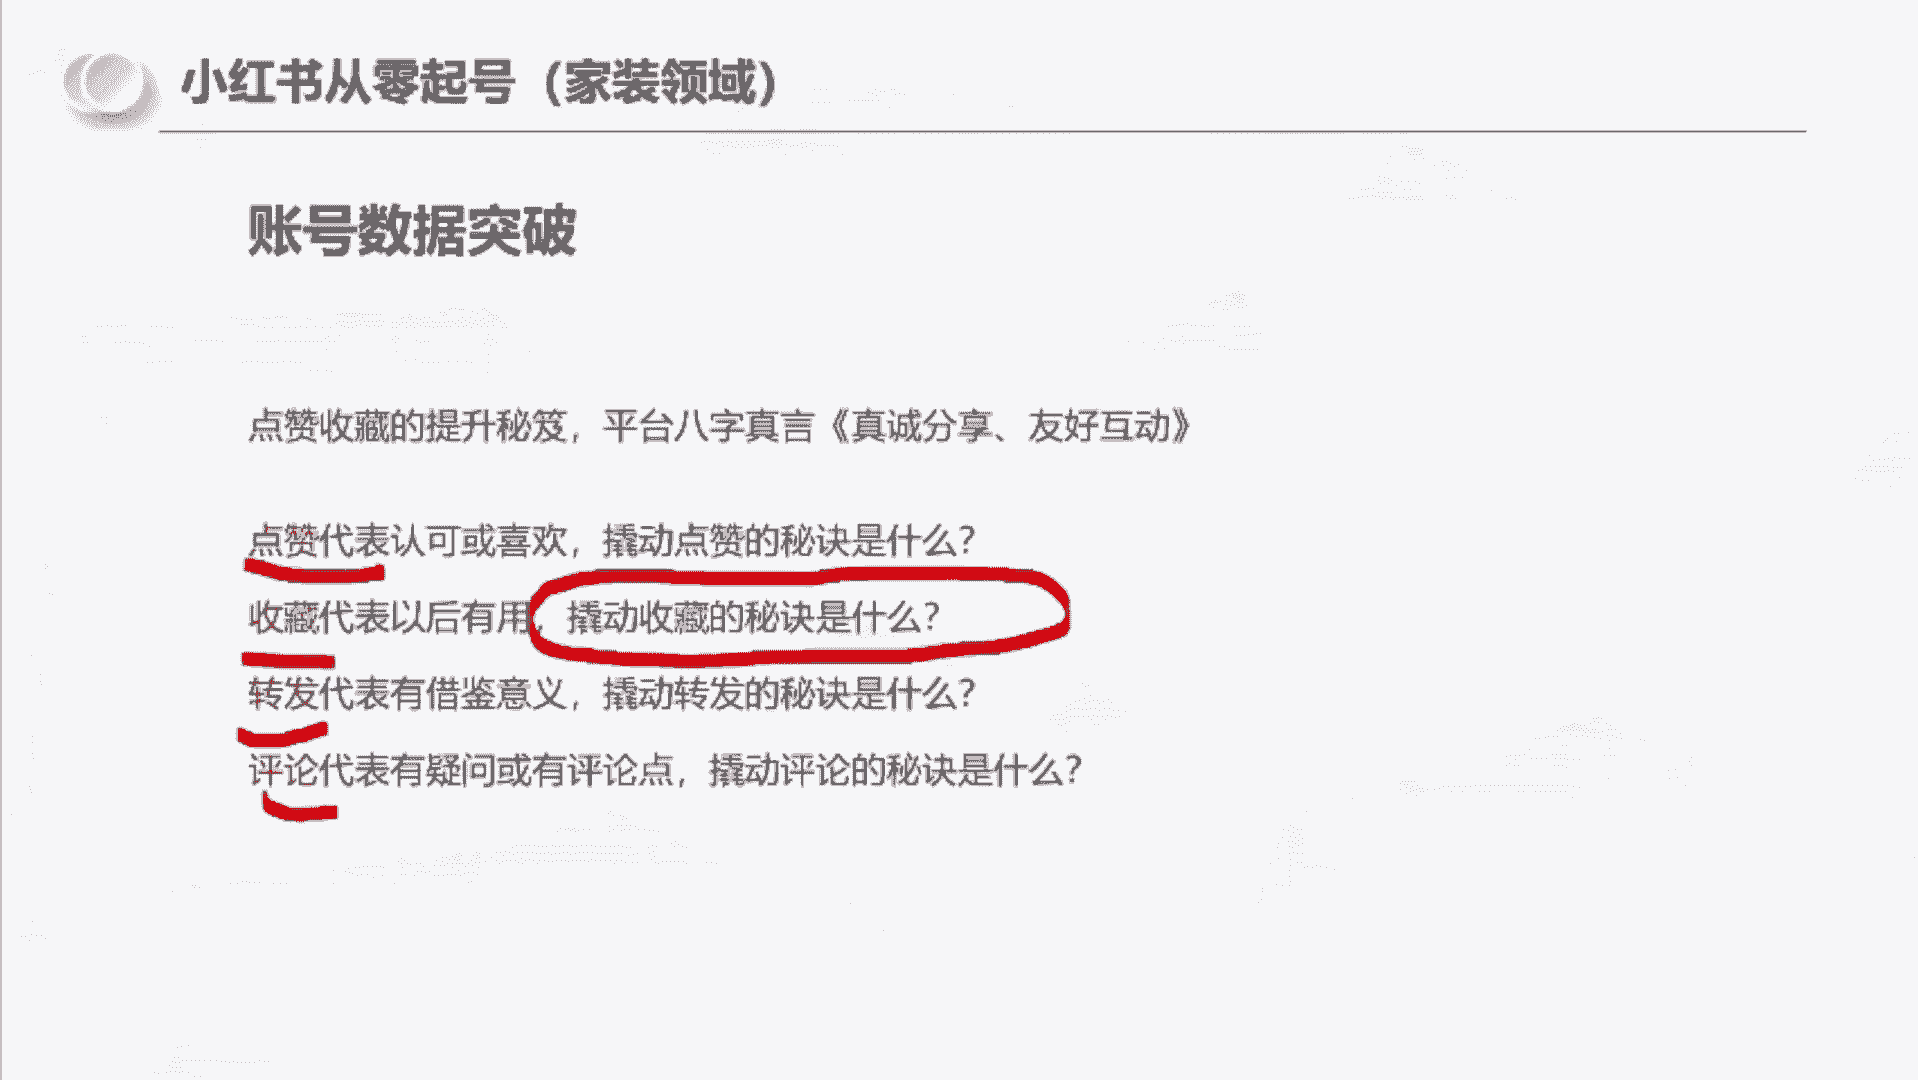 小红书从零起号（家装领域）
账号数据突破
点赞收藏的提升秘笈，平台八字真言《真诚分享、友好互动》
点赞代表认可或喜欢，撬动点赞的秘诀是什么？
收藏代表以后有用，撬动收藏的秘诀是什么？
转发代表有借鉴意义，撬动转发的秘诀是什么？
评论代表有疑问或有评论点，撬动评论的秘诀是什么？